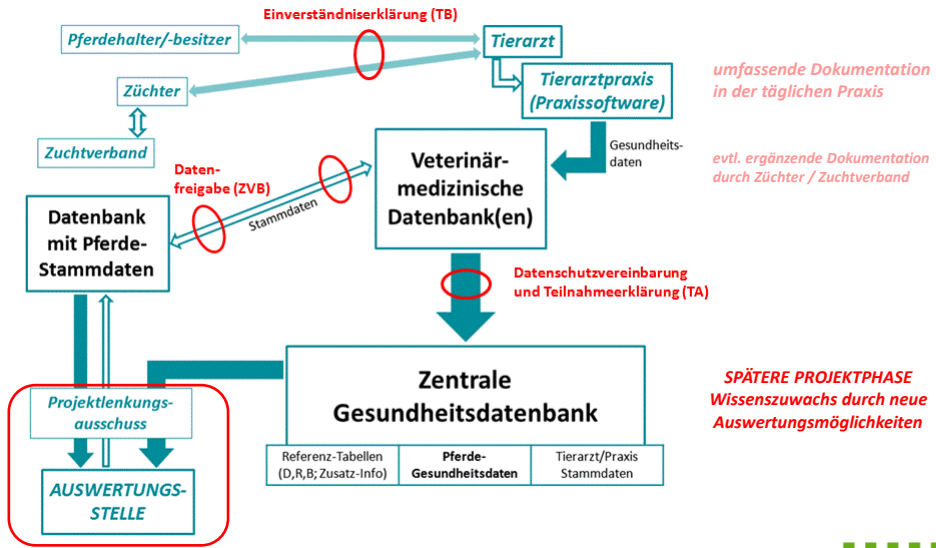 Einverständniserklärung (TB)
Pferdehalter/-besitzer
Tierarzt
Züchter
Tierarztpraxis
(Praxissoftware)
umfassende Dokumentation
in der täglichen Praxis
Zuchtverband
Gesundheits-
daten
evtl. ergänzende Dokumentation
durch Züchter / Zuchtverband
Daten-
freigabe (ZVB)
Stammdaten
Veterinär-
medizinische
Datenbank(en)
Datenbank
mit Pferde-
Stammdaten
Datenschutzvereinbarung
und Teilnahmeerklärung (TA)
Zentrale
Gesundheitsdatenbank
SPÄTERE PROJEKTPHASE
Wissenszuwachs durch neue
Auswertungsmöglichkeiten
Projektlenkungs-
ausschuss
Referenz-Tabellen
(D,R,B; Zusatz-Info)
Pferde-
Gesundheitsdaten
Tierarzt/Praxis
Stammdaten
AUSWERTUNGS-
STELLE